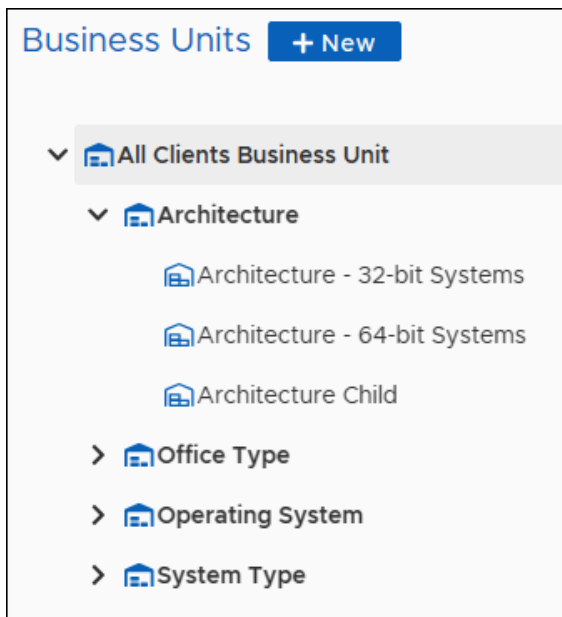 Business Units + New
All Clients Business Unit
Architecture
Architecture - 32-bit Systems
Architecture - 64-bit Systems
Architecture Child
Office Type
Operating System
System Type